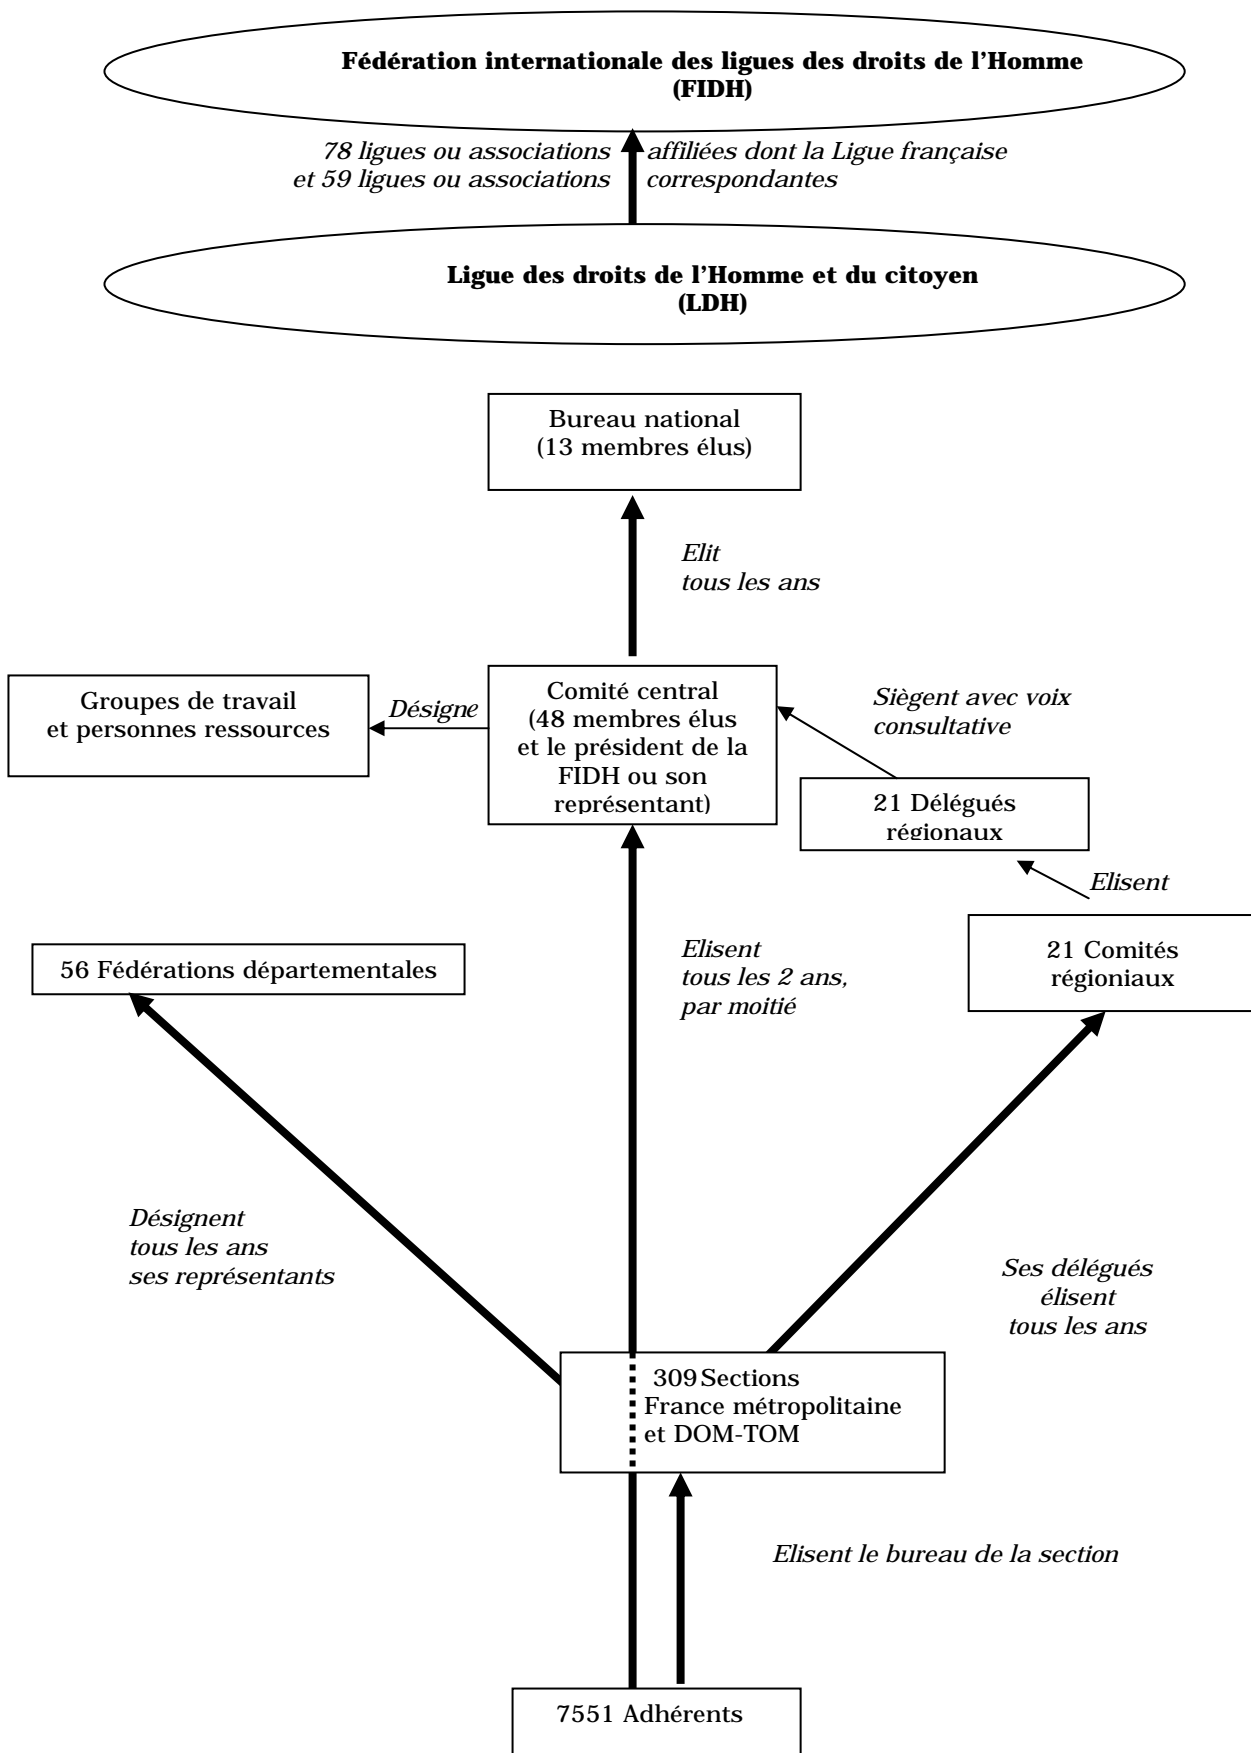 Fédération internationale des ligues des droits de l’Homme
(FIDH)
78 ligues ou associations affiliées dont la Ligue française
et 59 ligues ou associations correspondantes
Ligue des droits de l’Homme et du citoyen
(LDH)
Bureau national
(13 membres élus)
Elit
tous les ans
Groupes de travail
et personnes ressources
Désigne
Comité central
(48 membres élus
et le président de la
FIDH ou son
représentant)
Siègent avec voix
consultative
21 Délégués
régionaux
Elisent
56 Fédérations départementales
Elisent
tous les 2 ans,
par moitié
21 Comités
régioniaux
Désignent
tous les ans
ses représentants
Ses délégués
élisent
tous les ans
309 Sections
France métropolitaine
et DOM-TOM
Elisent le bureau de la section
7551 Adhérents